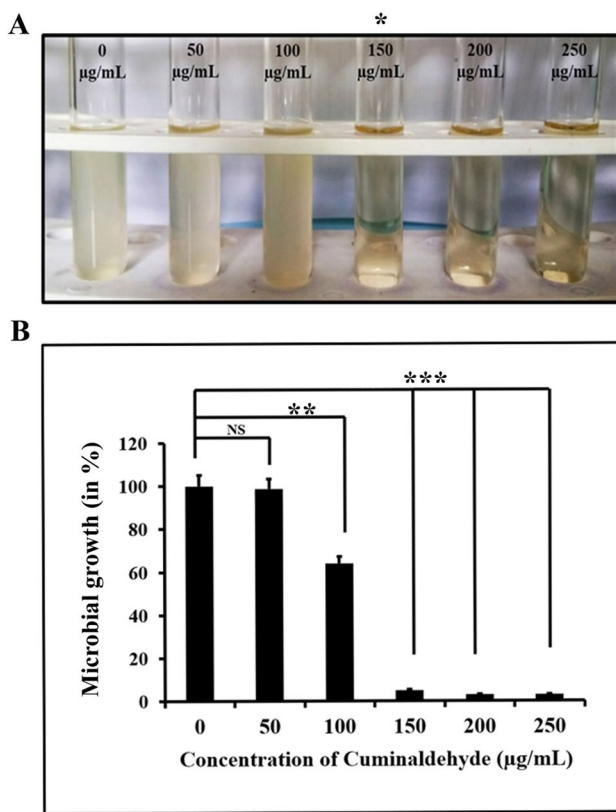 A
*
0 50 100 150 200 250
µg/mL µg/mL µg/mL µg/mL µg/mL µg/mL
B
***
**
NS
120
100
80
60
40
20
0
0 50 100 150 200 250
Microbial growth (in %)
Concentration of Cuminaldehyde (µg/mL)